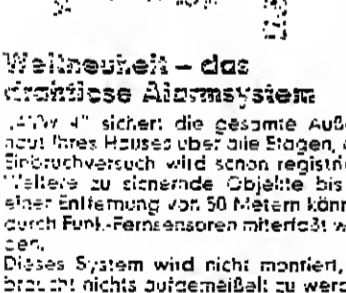 Weltneuheit – das
drahtlose Alarmsystem
sichert die gesamte Auß
haut Ihres Hauses über alle Etagen,
Einbruchversuch wird schon registri
Weitere zu sichernde Objekte bis
einer Entfernung von 50 Metern könn
durch Funk-Fernsensoren miterfaßt w
den.
Dieses System wird nicht montiert,
braucht nichts aufgemeißelt zu werd